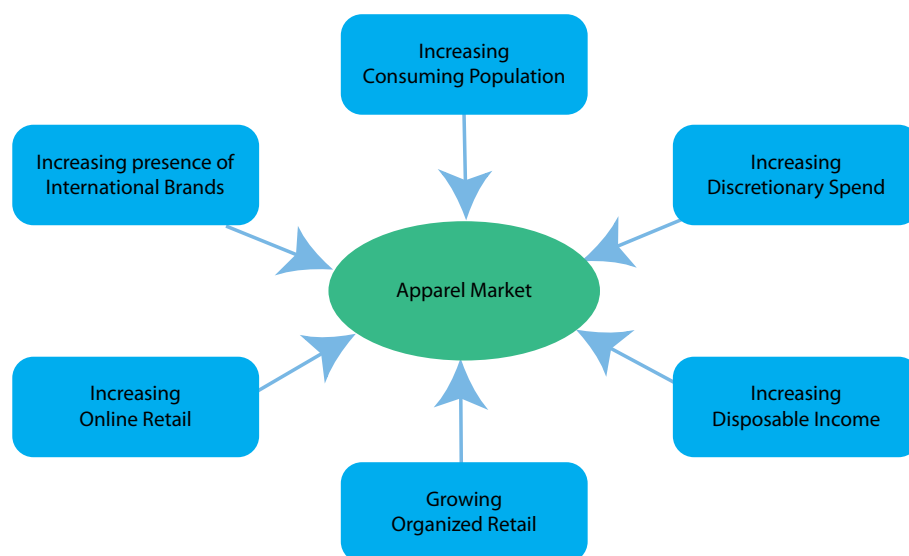 Increasing
Consuming Population
Increasing presence of
International Brands
Increasing
Discretionary Spend
Apparel Market
Increasing
Online Retail
Increasing
Disposable Income
Growing
Organized Retail